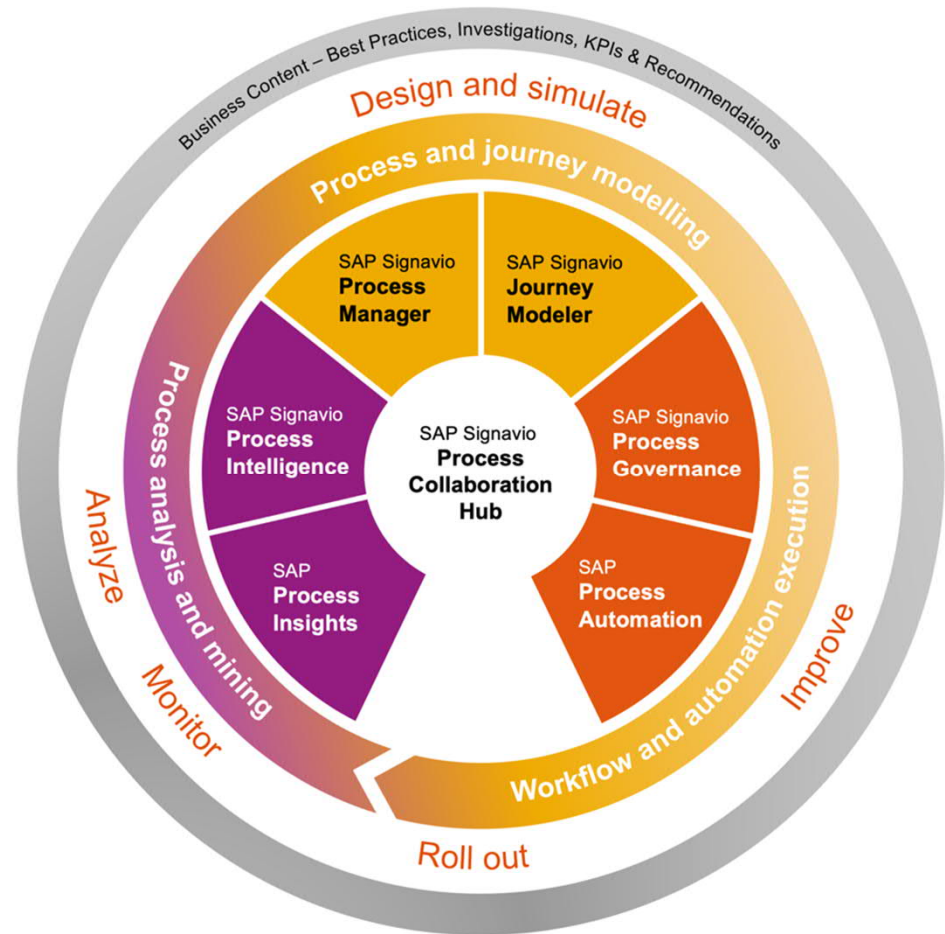 Business Content – Best Practices, Investigations, KPIs & Recommendations
Design and simulate
Process and journey modelling
SAP Signavio
Process
Manager
SAP Signavio
Journey
Modeler
SAP Signavio
Process
Intelligence
SAP Signavio
Process
Collaboration
Hub
SAP Signavio
Process
Governance
SAP
Process
Insights
SAP
Process
Automation
Process analysis and mining
Workflow and automation execution
Analyze
Monitor
Improve
Roll out